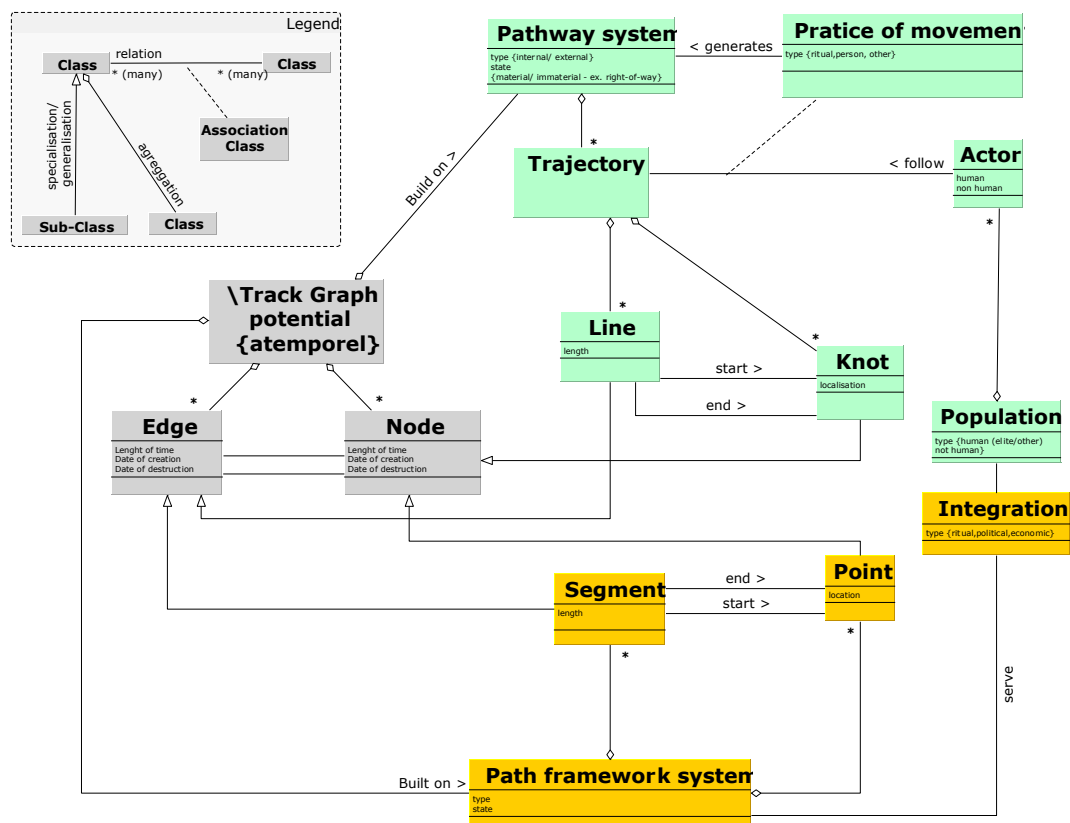 Legend
relation
Class
* (many)
* (many)
Class
specialisation/
generalisation
agreggation
Association
Class
Sub-Class
Class
Pathway system
type {internal/ external}
state
{material/ immaterial - ex. right-of-way}
< generates
Pratice of movemen
type {ritual,person, other}
*
Trajectory
< follow
Actor
human
non human
*
Build on >
\Track Graph
potential
{atemporel}
*
Line
length
*
Knot
localisation
start >
end >
*
Edge
Lenght of time
Date of creation
Date of destruction
*
Node
Lenght of time
Date of creation
Date of destruction
Population
type {human (elite/other)
not human}
Integration
type {ritual,political,economic}
Segment
length
end >
start >
Point
location
*
*
serve
Built on >
Path framework system
type
state